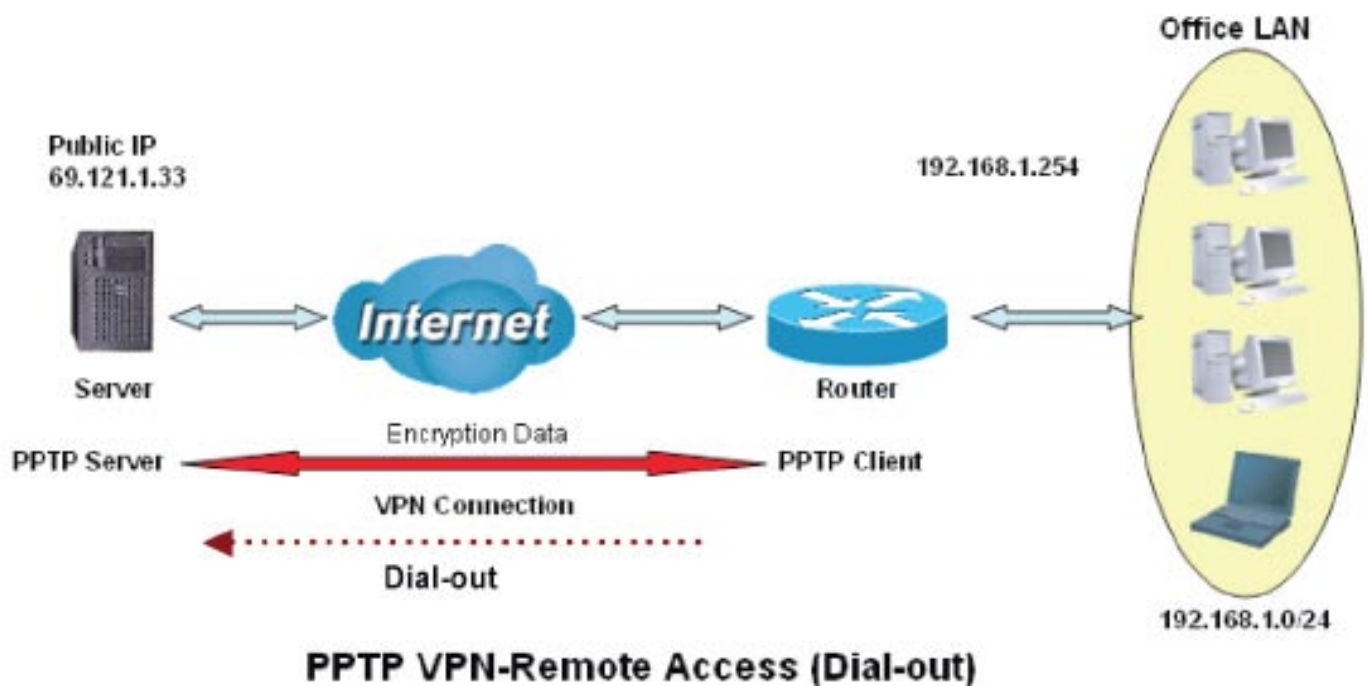 Office LAN
Public IP
69.121.1.33
192.168.1.254
Internet
Server
Router
Encryption Data
PPTP Server
PPTP Client
VPN Connection
Dial-out
192.168.1.0/24
PPTP VPN-Remote Access (Dial-out)